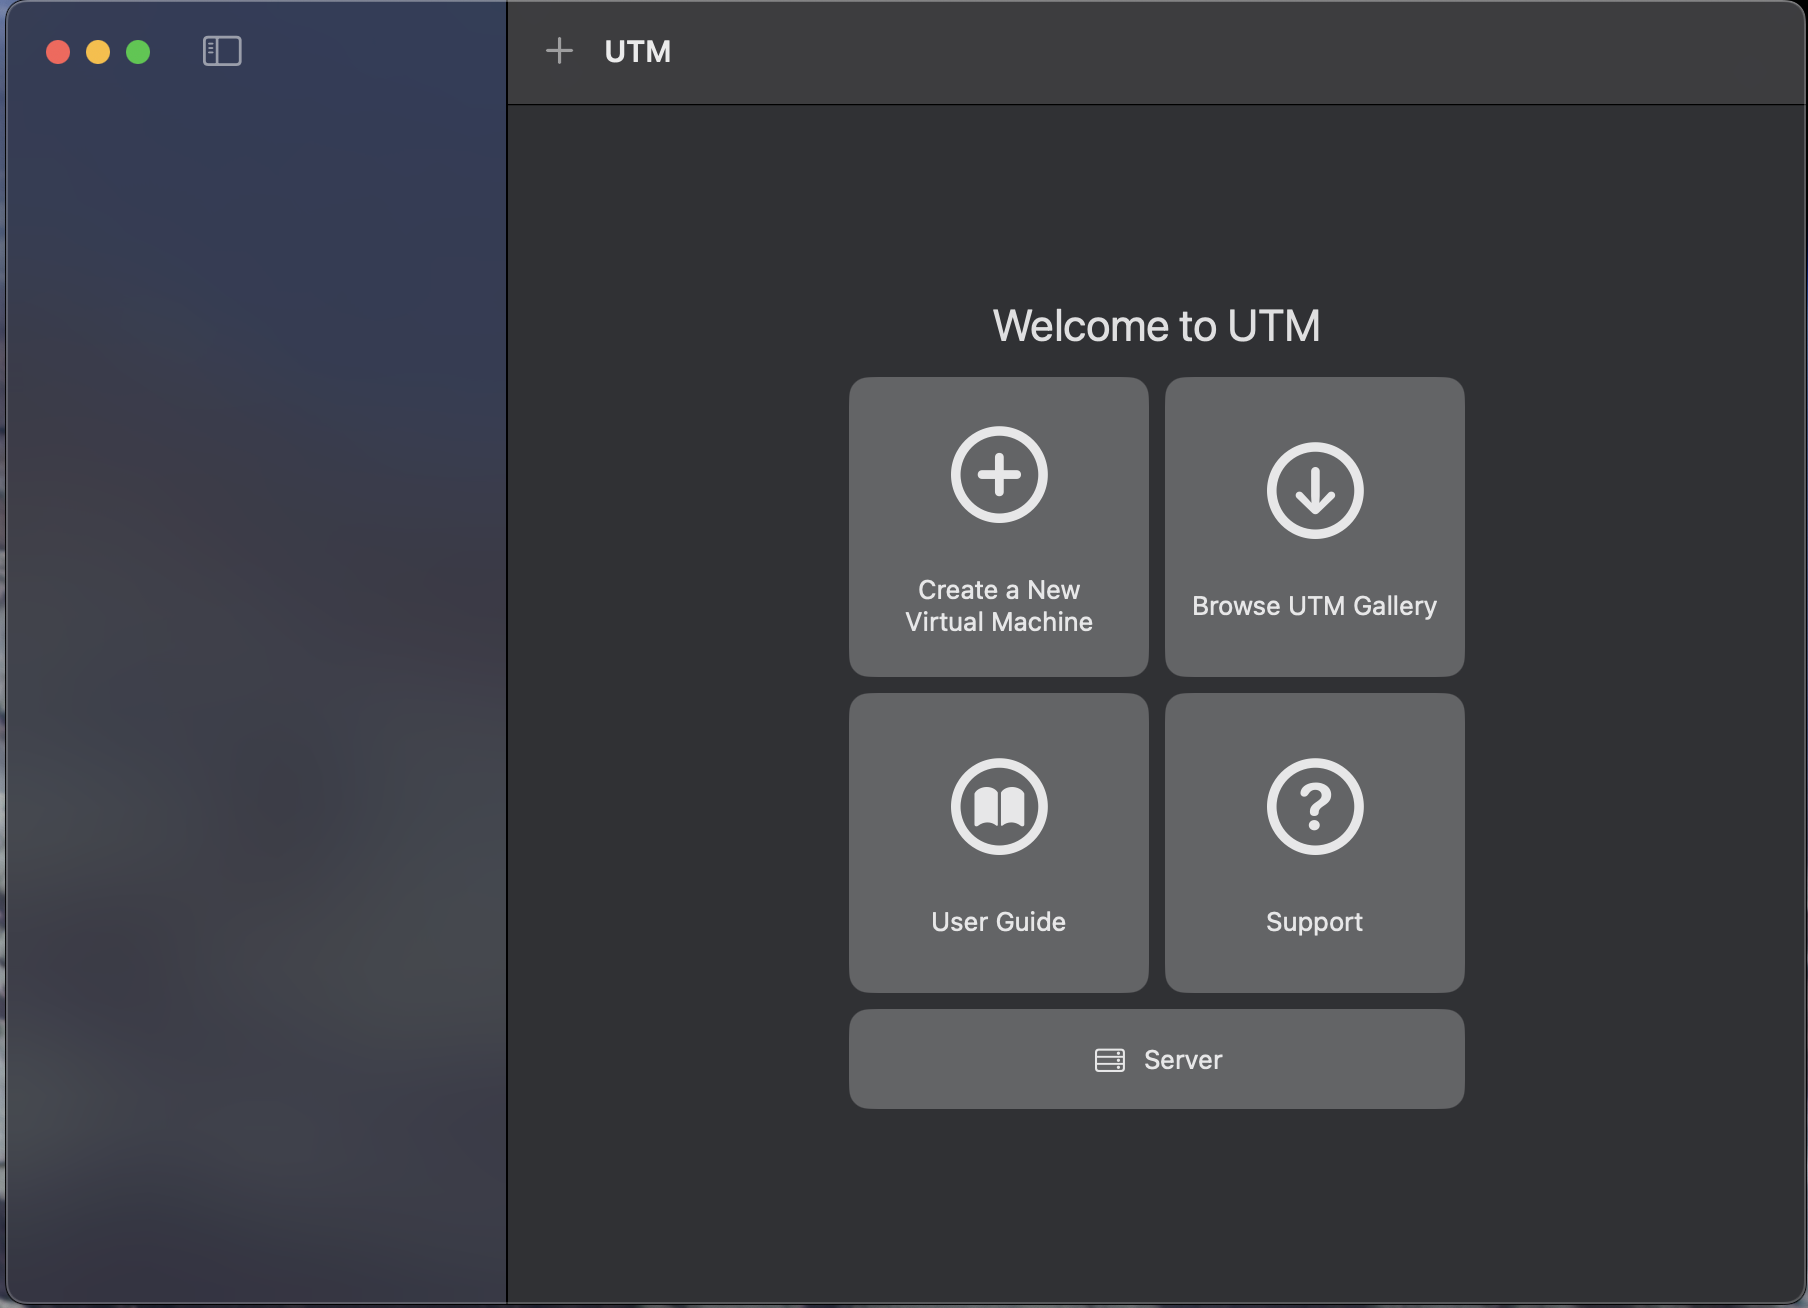 UTM
Welcome to UTM
Create a New
Virtual Machine
Browse UTM Gallery
User Guide
Support
Server